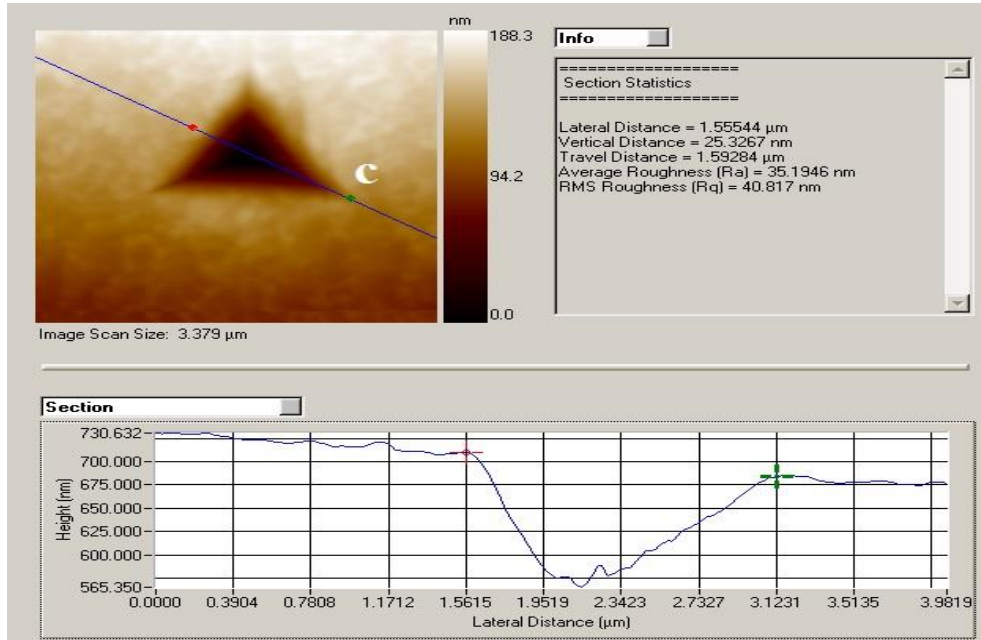 nm
188.3
94.2
0.0
c
Image Scan Size: 3.379 µm
Info
===================
Section Statistics
===================
Lateral Distance = 1.55544 µm
Vertical Distance = 25.3267 nm
Travel Distance = 1.59284 µm
Average Roughness (Ra) = 35.1946 nm
RMS Roughness (Rq) = 40.817 nm
Section
Height (nm)
730.632
700.000
675.000
650.000
625.000
600.000
565.350
0.0000 0.3904 0.7808 1.1712 1.5615 1.9519 2.3423 2.7327 3.1231 3.5135 3.9819
Lateral Distance (µm)